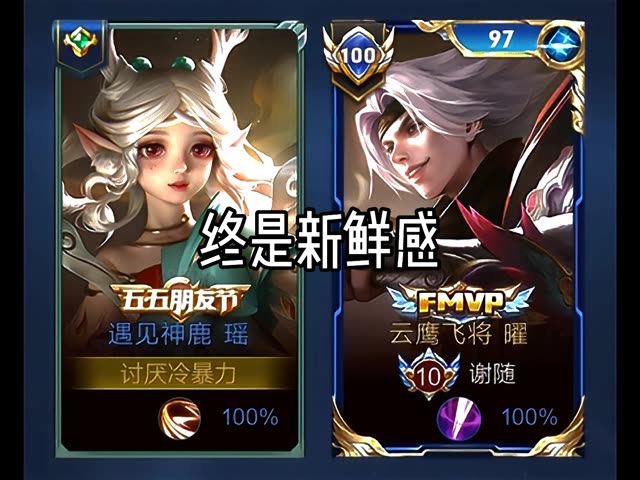 100
97
终是新鲜感
五五朋友节
FMVP
遇见神鹿 瑶
云鹰飞将 曜
讨厌冷暴力
10 谢随
100%
100%